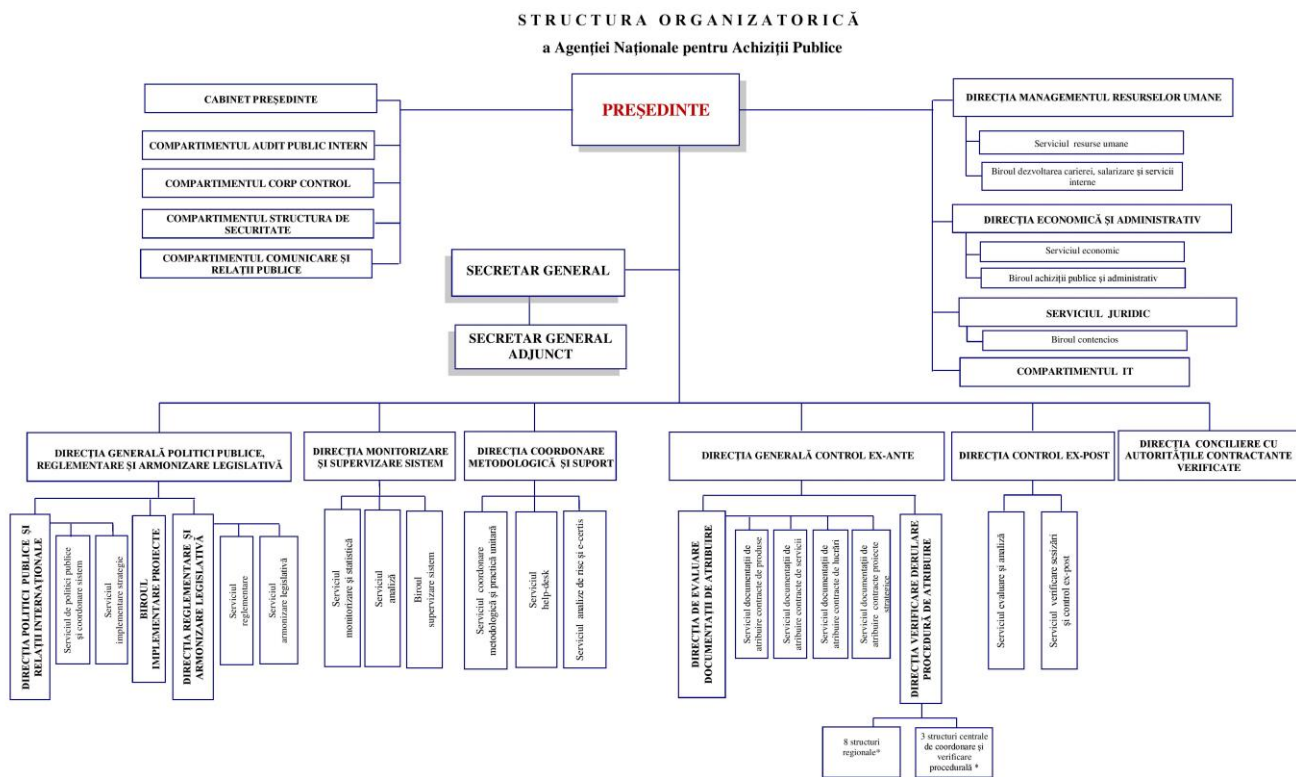 STRUCTURA ORGANIZATORICĂ
a Agenției Naționale pentru Achiziții Publice
PREȘEDINTE
CABINET PREȘEDINTE
COMPARTIMENTUL AUDIT PUBLIC INTERN
COMPARTIMENTUL CORP CONTROL
COMPARTIMENTUL STRUCTURA DE
SECURITATE
COMPARTIMENTUL COMUNICARE ȘI
RELAȚII PUBLICE
SECRETAR GENERAL
SECRETAR GENERAL
ADJUNCT
DIRECȚIA MANAGEMENTUL RESURSELOR UMANE
Serviciul resurse umane
Biroul dezvoltarea carierei, salarizare și servicii
interne
DIRECȚIA ECONOMICĂ ȘI ADMINISTRATIV
Serviciul economic
Biroul achiziții publice și administrativ
SERVICIUL JURIDIC
Biroul contencios
COMPARTIMENTUL IT
DIRECȚIA GENERALĂ POLITICI PUBLICE,
REGLEMENTARE ȘI ARMONIZARE LEGISLATIVĂ
DIRECȚIA POLITICI PUBLICE ȘI
RELAȚII INTERNAȚIONALE
Serviciul de politici publice
și coordonare sistem
Serviciul
implementare strategie
BIROUL
IMPLEMENTARE PROIECTE
DIRECȚIA REGLEMENTARE ȘI
ARMONIZARE LEGISLATIVĂ
Serviciul
reglementare
Serviciul
armonizare legislativă
DIRECȚIA MONITORIZARE
ȘI SUPERVIZARE SISTEM
Serviciul
monitorizare și statistică
Serviciul
analiză
Biroul
supervizare sistem
DIRECȚIA COORDONARE
METODOLOGICĂ ȘI SUPORT
Serviciul coordonare
metodologică și practică unitară
Serviciul
help-desk
Serviciul analize de risc și e-certis
DIRECȚIA GENERALĂ CONTROL EX-ANTE
DIRECȚIA DE EVALUARE
DOCUMENTAȚII DE ATRIBUIRE
Serviciul documentații de
atribuire contracte de produse
Serviciul documentații de
atribuire contracte de servicii
Serviciul documentații de
atribuire contracte de lucrări
Serviciul documentații de
atribuire contracte proiecte
strategice
DIRECȚIA VERIFICARE DERULARE
PROCEDURĂ DE ATRIBUIRE
8 structuri
regionale*
3 structuri centrale
de coordonare și
verificare
procedurală *
DIRECȚIA CONTROL EX-POST
Serviciul evaluare și analiză
Serviciul verificare sesizări
și control ex-post
DIRECȚIA CONCILIERE CU
AUTORITĂȚILE CONTRACTANTE
VERIFICATE